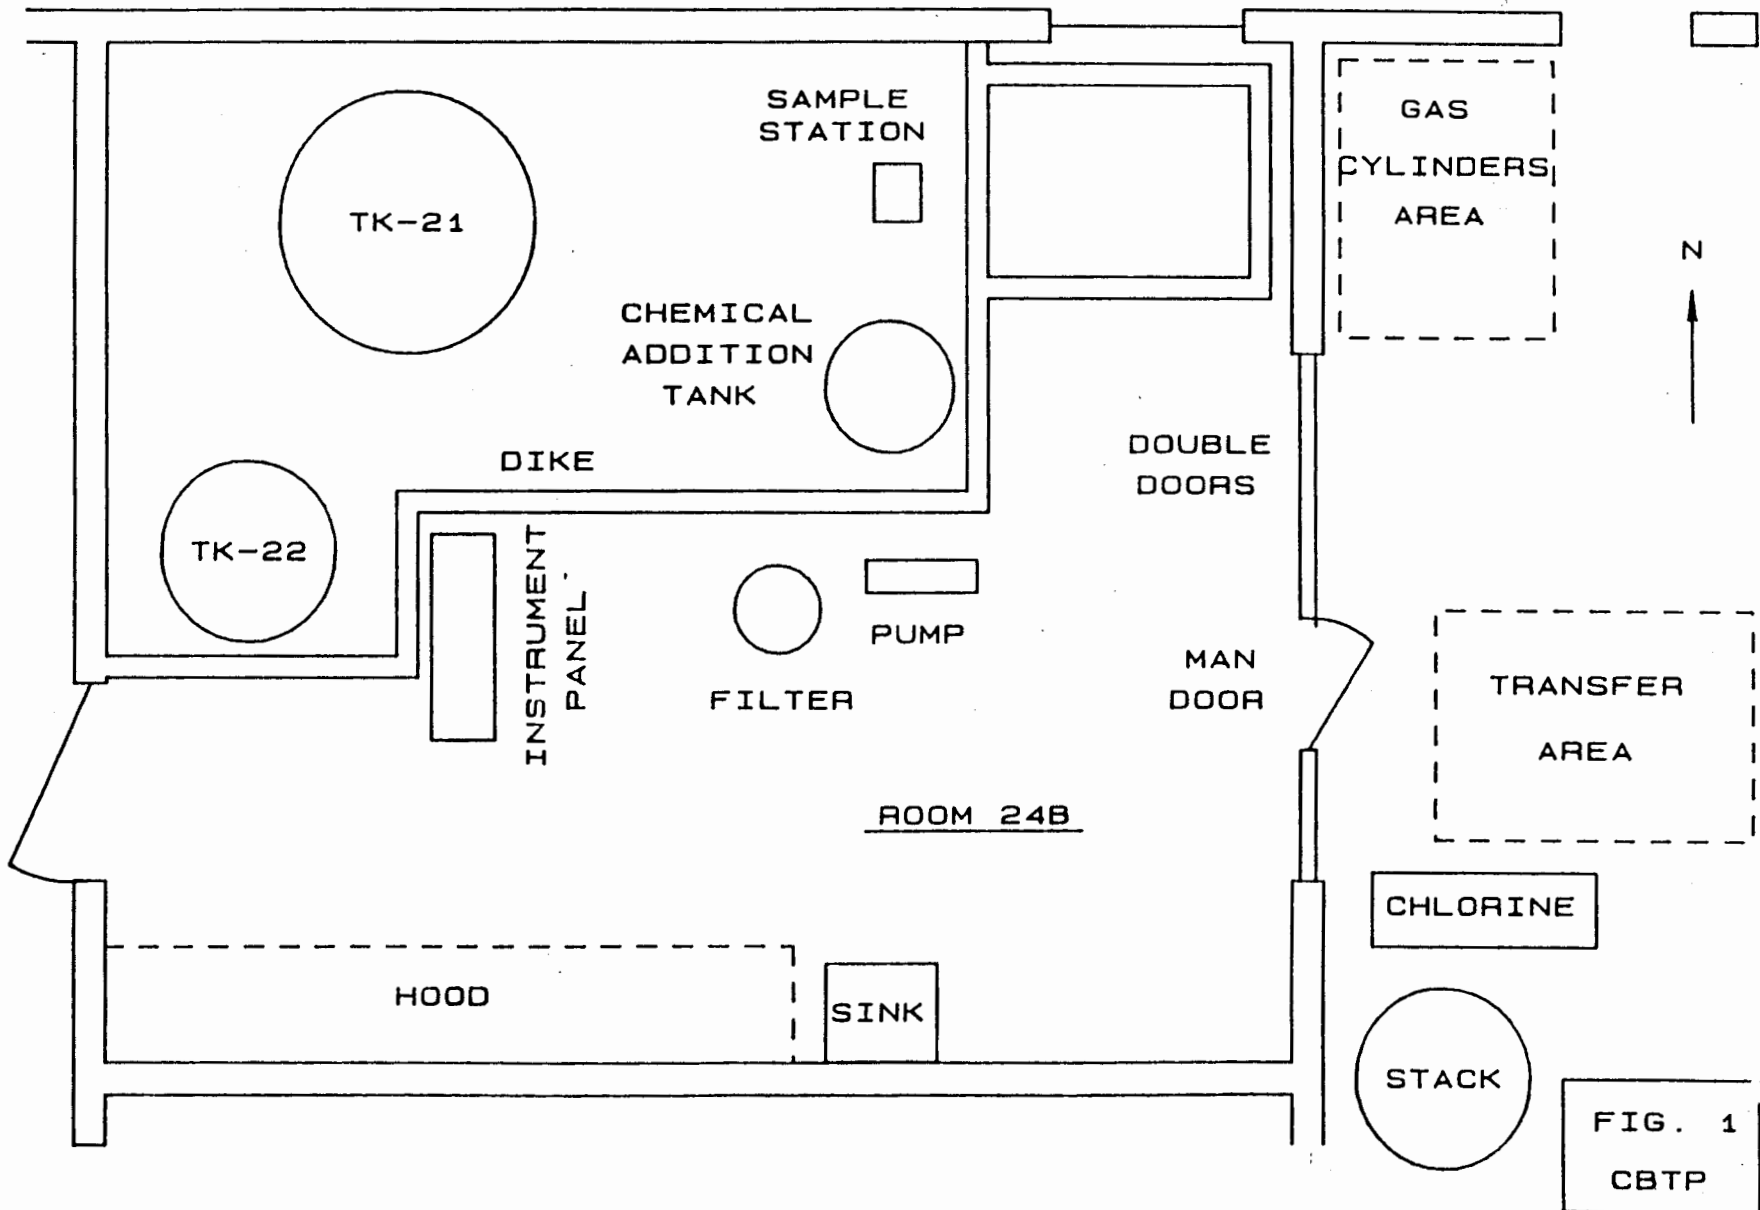 SAMPLE
STATION
GAS
CYLINDERS
AREA
TK-21
N
CHEMICAL
ADDITION
TANK
DOUBLE
DOORS
DIKE
TK-22
INSTRUMENT
PANEL
PUMP
FILTER
MAN
DOOR
TRANSFER
AREA
ROOM 24B
CHLORINE
HOOD
SINK
STACK
FIG. 1
CBTP